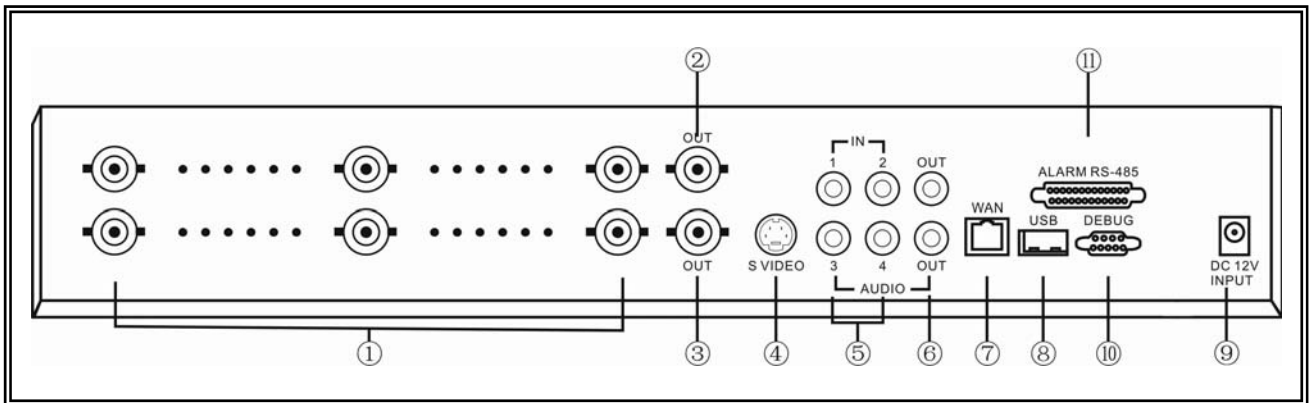 ② ⑪
OUT
IN
1 2 OUT
ALARM RS-485
WAN
USB DEBUG
OUT
S VIDEO
3 4 OUT
AUDIO
DC 12V
INPUT
① ③ ④ ⑤ ⑥ ⑦ ⑧ ⑩ ⑨